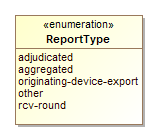 «enumeration»
ReportType
adjudicated
aggregated
originating-device-export
other
rcv-round